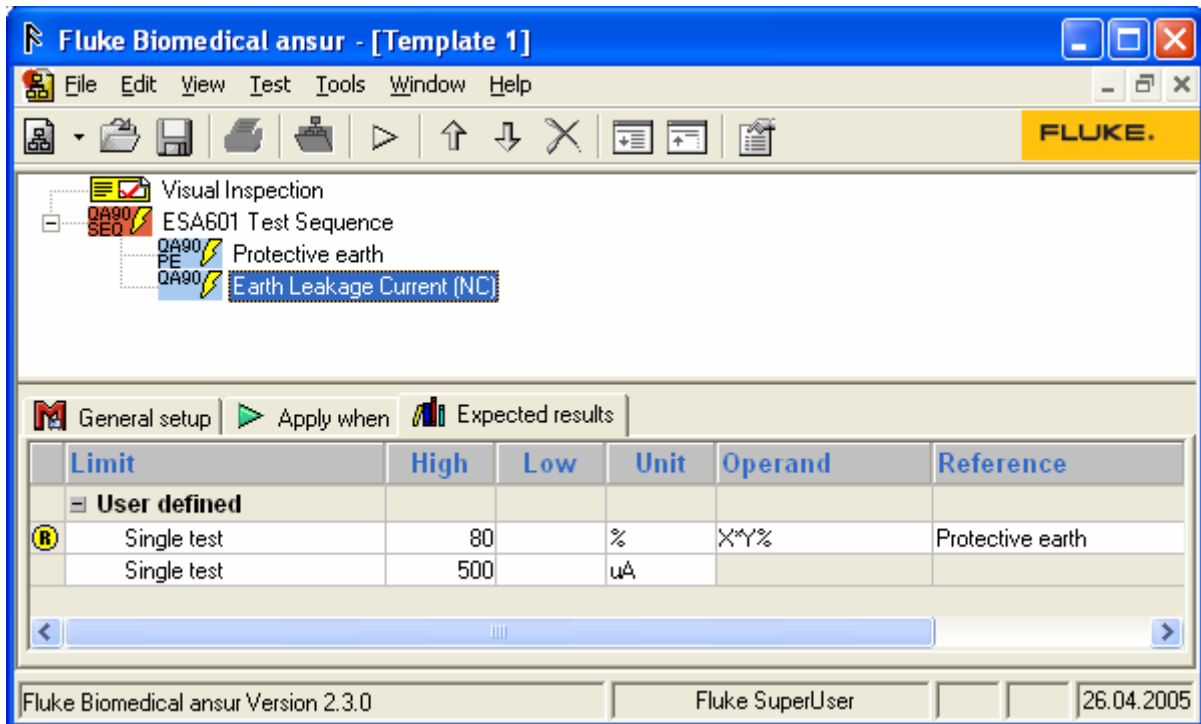 Fluke Biomedical ansur - [Template 1]
File Edit View Test Tools Window Help
FLUKE.
Visual Inspection
QA90 SEQ ESA601 Test Sequence
QA90 PE Protective earth
QA90 Earth Leakage Current (NC)
General setup Apply when Expected results
Limit High Low Unit Operand Reference
User defined
R Single test 80 % X*Y% Protective earth
Single test 500 uA
Fluke Biomedical ansur Version 2.3.0 Fluke SuperUser 26.04.2005